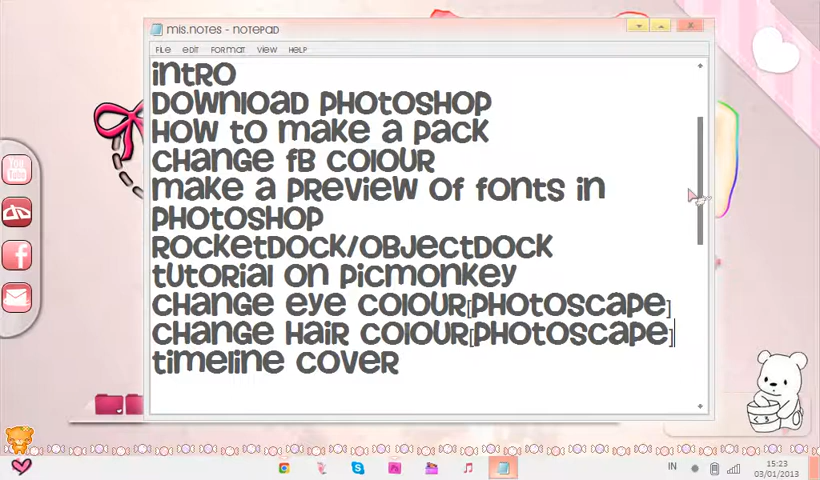 mis.notes - notepad
File edit Format view Help
intro
Download photoshop
How to make a pack
change fb colour
make a preview of fonts in
photoshop
Rocketdock/objectdock
tutorial on picmonkey
change eye colour[photoscape]
change hair colour[photoscape]
timeline cover
You
Tube
IN
15:23
03/01/2013